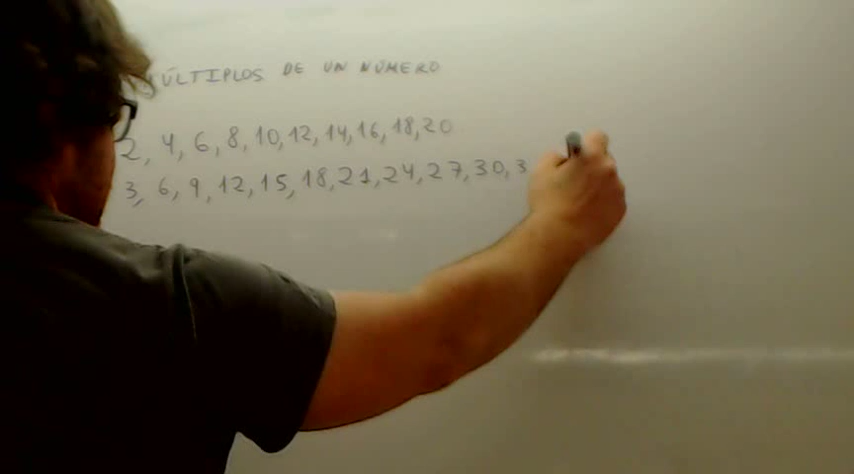 ÚLTIPLOS DE UN NÚMERO
2, 4, 6, 8, 10, 12, 14, 16, 18, 20
3, 6, 9, 12, 15, 18, 21, 24, 27, 30, 3